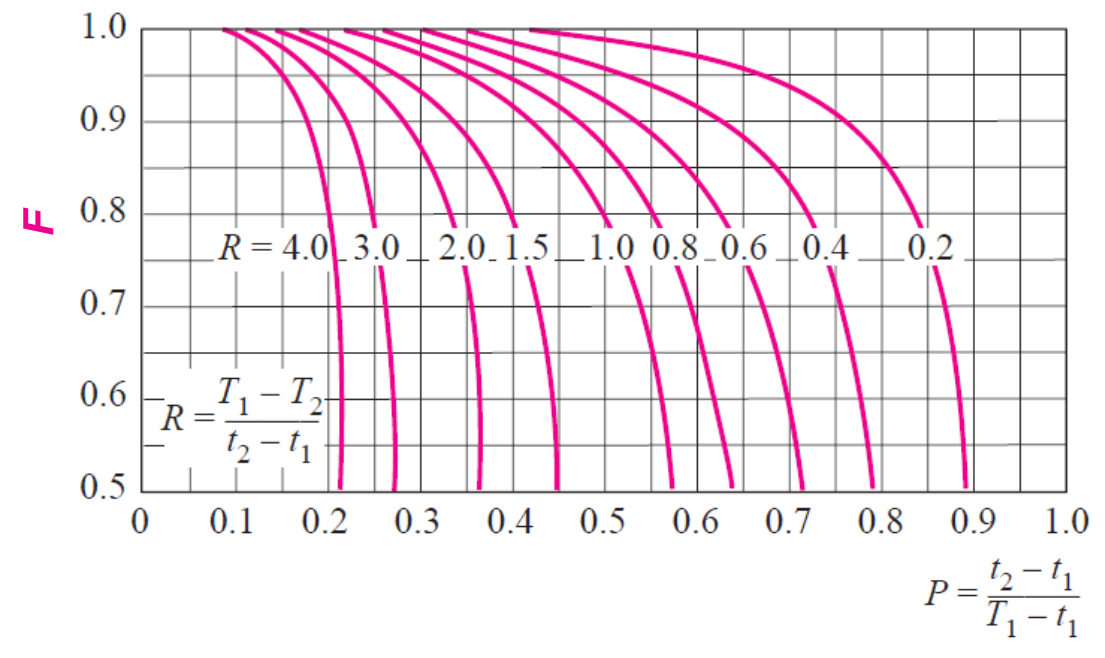 1.0
0.9
0.8
0.7
0.6
0.5
F
R = 4.0 3.0 2.0 1.5 1.0 0.8 0.6 0.4 0.2
R = T₁ − T₂ / t₂ − t₁
0 0.1 0.2 0.3 0.4 0.5 0.6 0.7 0.8 0.9 1.0
P = t₂ − t₁ / T₁ − t₁